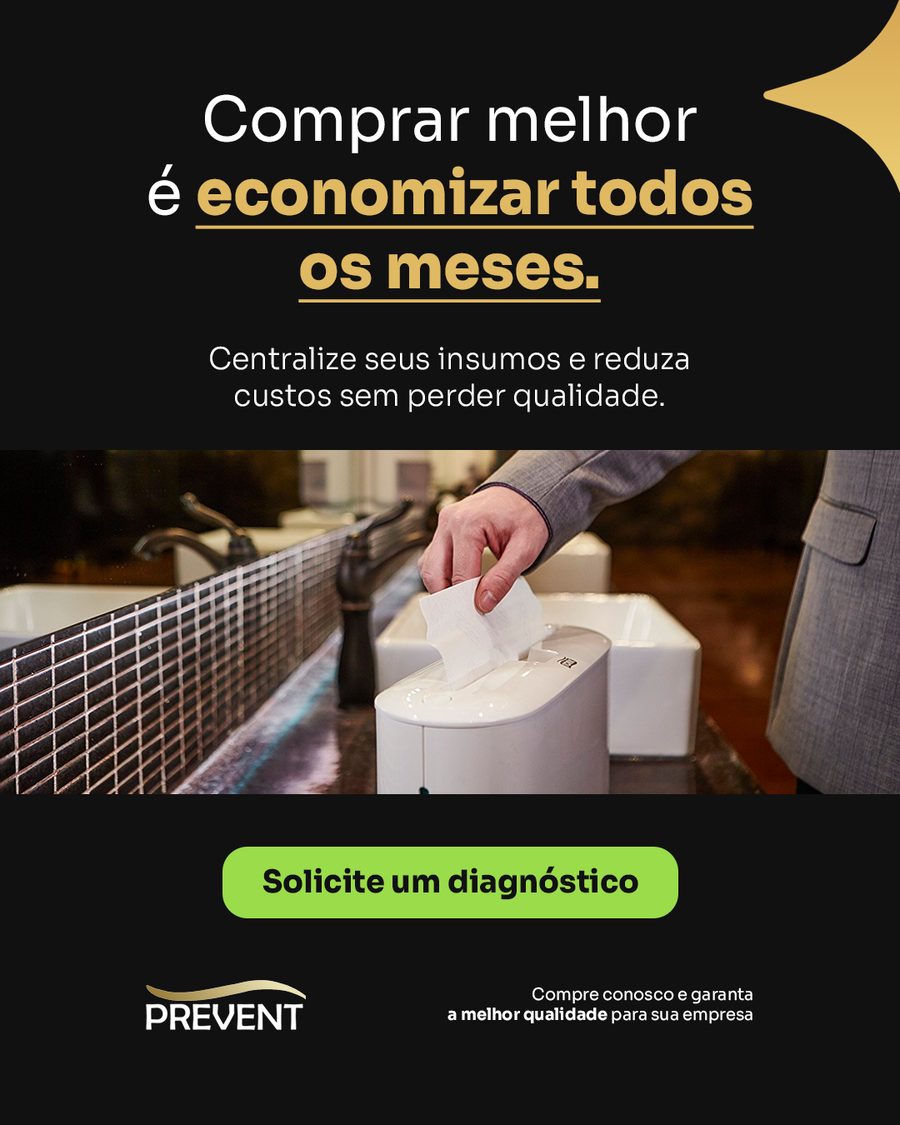 Comprar melhor
é economizar todos
os meses.
Centralize seus insumos e reduza
custos sem perder qualidade.
Solicite um diagnóstico
PREVENT
Compre conosco e garanta
a melhor qualidade para sua empresa